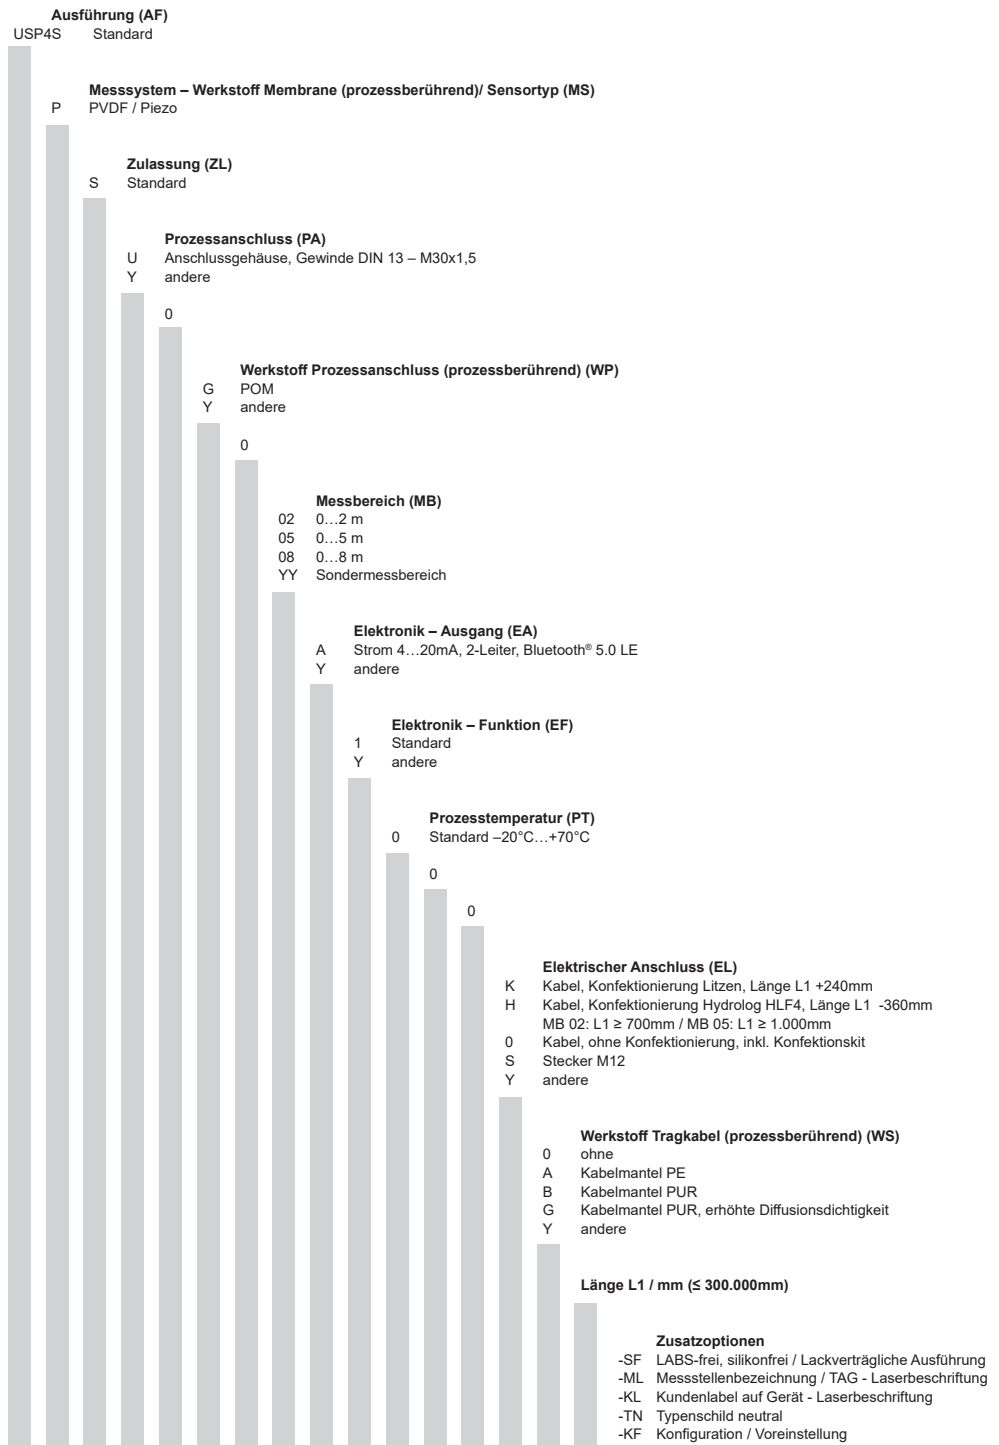 Ausführung (AF)
USP4S Standard
Messsystem – Werkstoff Membrane (prozessberührend)/ Sensortyp (MS)
P PVDF / Piezo
Zulassung (ZL)
S Standard
Prozessanschluss (PA)
U Anschlussgehäuse, Gewinde DIN 13 – M30x1,5
Y andere
0
Werkstoff Prozessanschluss (prozessberührend) (WP)
G POM
Y andere
0
Messbereich (MB)
02 0…2 m
05 0…5 m
08 0…8 m
YY Sondermessbereich
Elektronik – Ausgang (EA)
A Strom 4…20mA, 2-Leiter, Bluetooth® 5.0 LE
Y andere
Elektronik – Funktion (EF)
1 Standard
Y andere
Prozesstemperatur (PT)
0 Standard –20°C…+70°C
0
0
Elektrischer Anschluss (EL)
K Kabel, Konfektionierung Litzen, Länge L1 +240mm
H Kabel, Konfektionierung Hydrolog HLF4, Länge L1 -360mm
MB 02: L1 ≥ 700mm / MB 05: L1 ≥ 1.000mm
0 Kabel, ohne Konfektionierung, inkl. Konfektionskit
S Stecker M12
Y andere
Werkstoff Tragkabel (prozessberührend) (WS)
0 ohne
A Kabelmantel PE
B Kabelmantel PUR
G Kabelmantel PUR, erhöhte Diffusionsdichtigkeit
Y andere
Länge L1 / mm (≤ 300.000mm)
Zusatzoptionen
-SF LABS-frei, silikonfrei / Lackverträgliche Ausführung
-ML Messstellenbezeichnung / TAG - Laserbeschriftung
-KL Kundenlabel auf Gerät - Laserbeschriftung
-TN Typenschild neutral
-KF Konfiguration / Voreinstellung